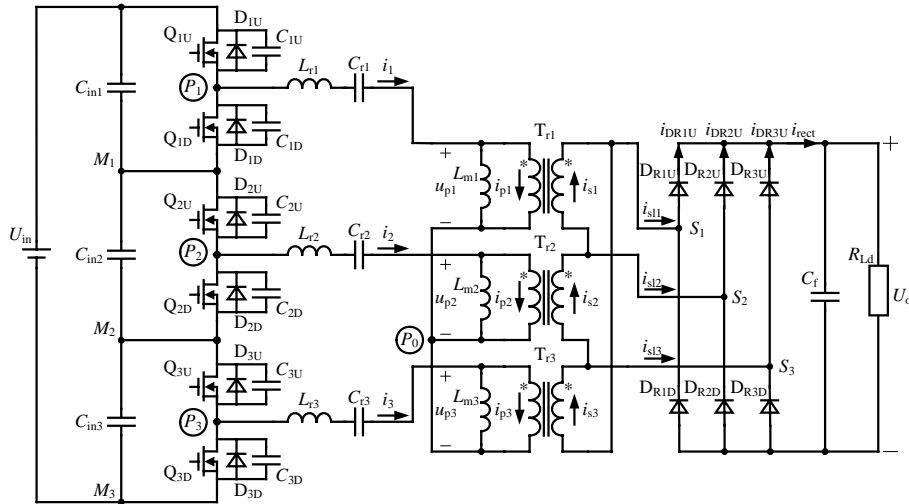 D1U
Q1U
C1U
Cin1
P1
Lr1
Cr1
i1
Q1D
C1D
D1D
M1
Tr1
+
Lm1
up1
ip1
*
*
is1
−
iDR1U
iDR2U
iDR3U
irect
DR1U
DR2U
DR3U
+
isl1
S1
D2U
Q2U
C2U
Uin
Cin2
P2
Lr2
Cr2
i2
Q2D
C2D
D2D
M2
Tr2
+
Lm2
up2
ip2
*
*
is2
−
isl2
S2
Cf
RLd
Uo
P0
D3U
Q3U
C3U
Cin3
P3
Lr3
Cr3
i3
Q3D
C3D
D3D
M3
Tr3
+
Lm3
up3
ip3
*
*
is3
−
isl3
S3
DR1D
DR2D
DR3D
−